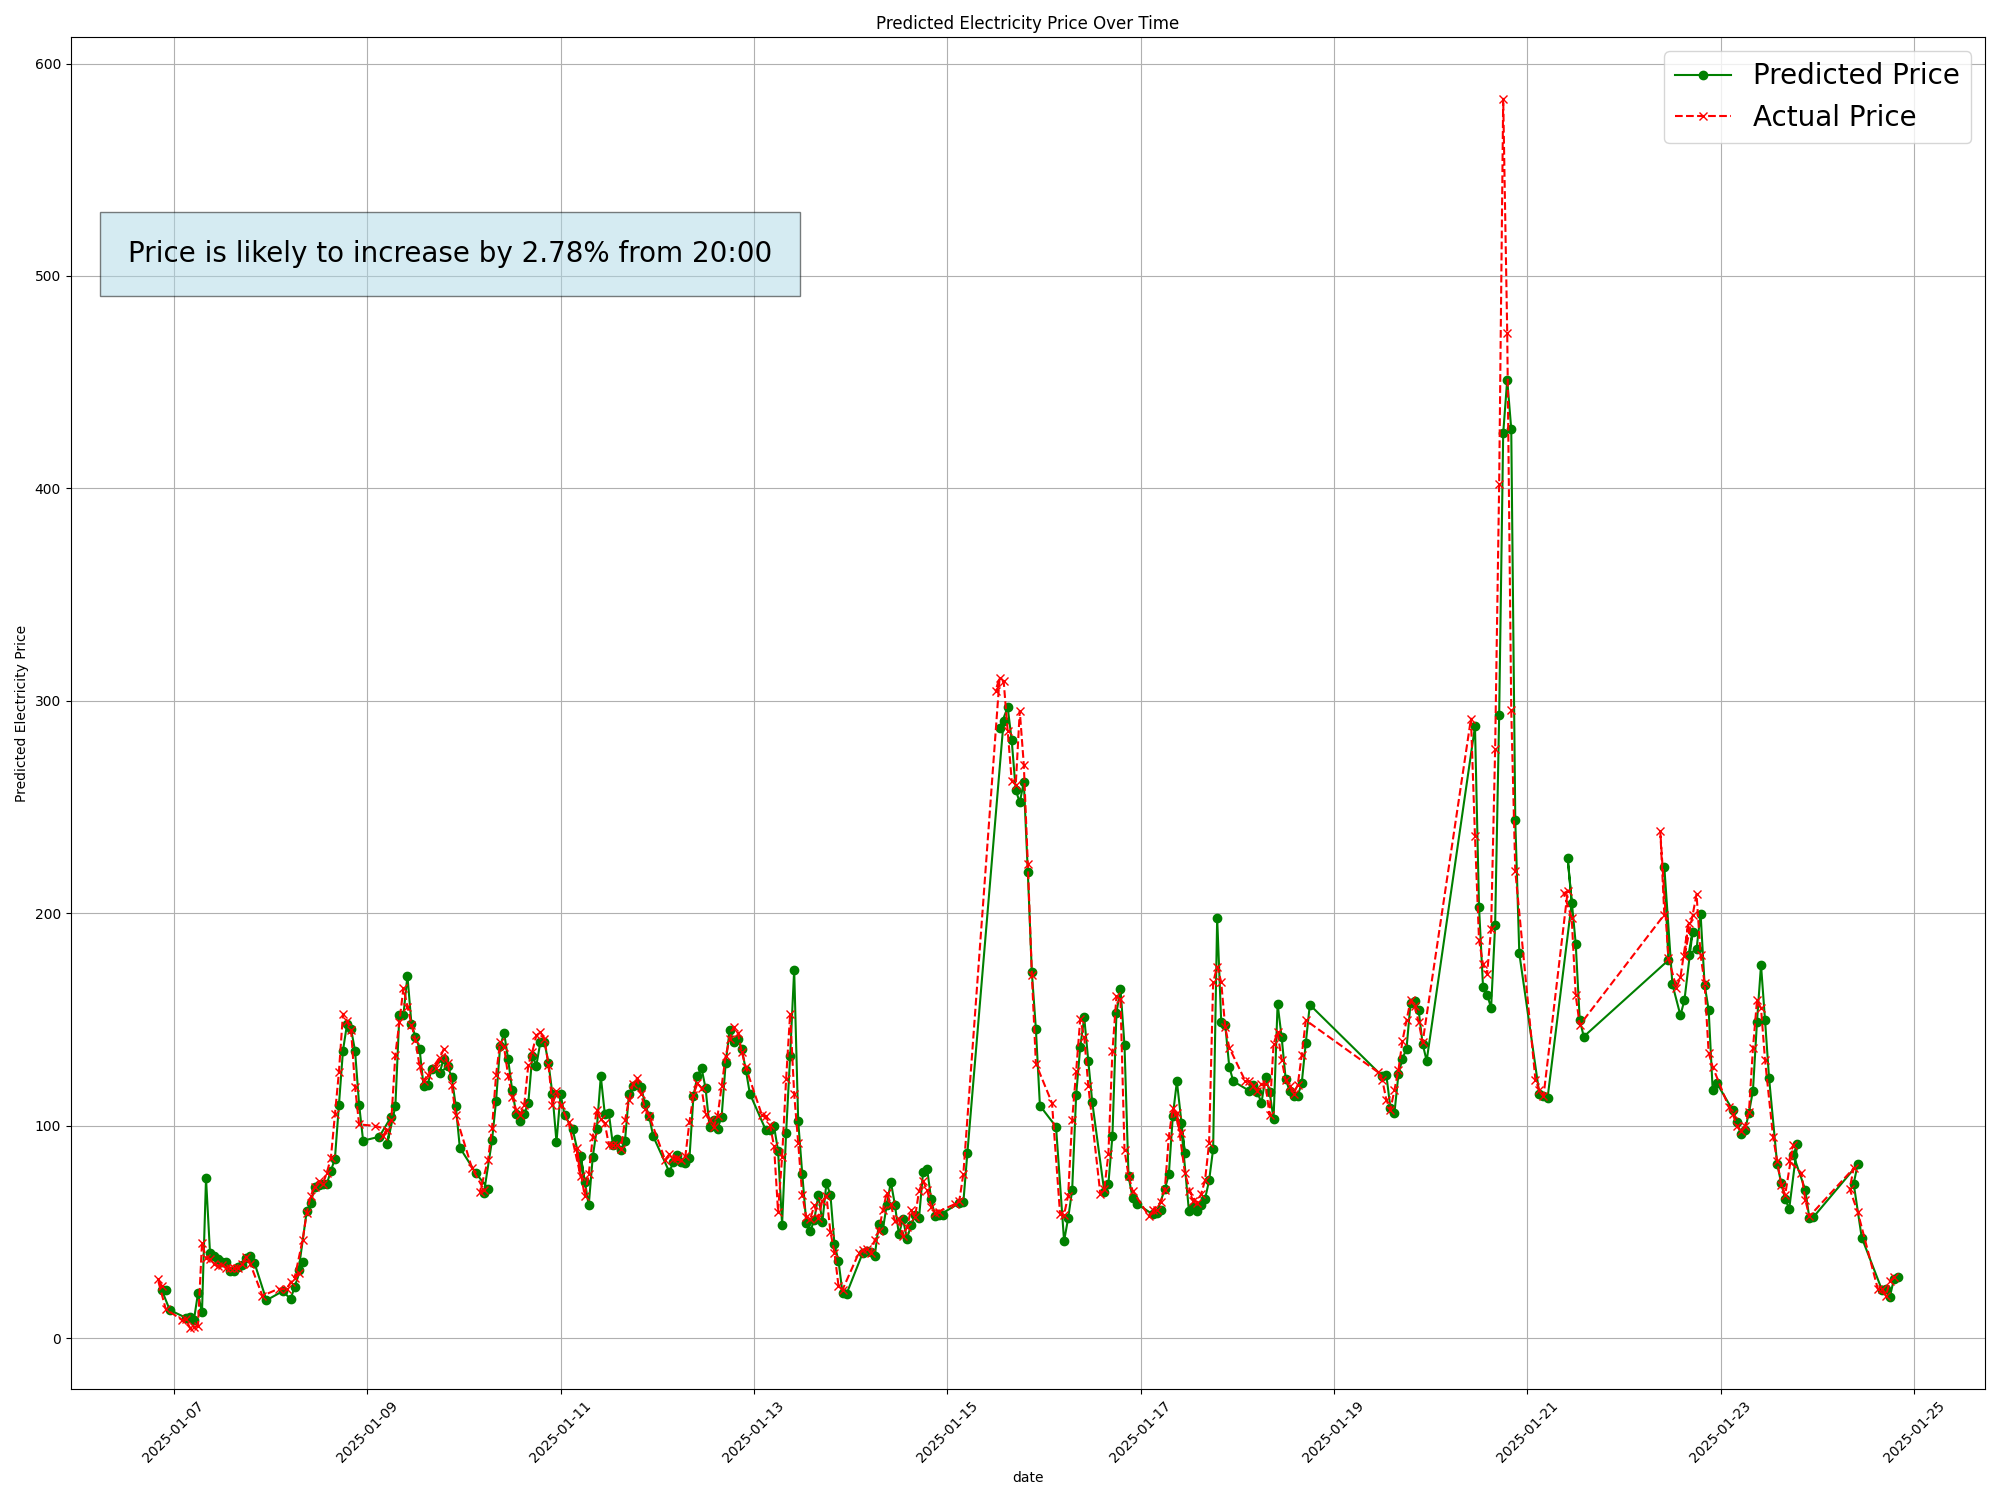 Predicted Electricity Price Over Time
Predicted Price
Actual Price
Price is likely to increase by 2.78% from 20:00
Predicted Electricity Price
600
500
400
300
200
100
0
2025-01-07
2025-01-09
2025-01-11
2025-01-13
2025-01-15
2025-01-17
2025-01-19
2025-01-21
2025-01-23
2025-01-25
date